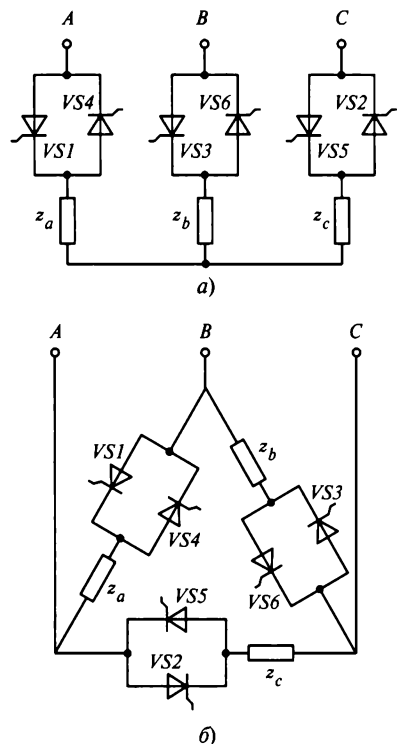 A B C
VS4 VS6 VS2
VS1 VS3 VS5
z_a z_b z_c
а)
A B C
VS1 z_b
VS3
VS4
z_a VS5 VS6
VS2
z_c
б)